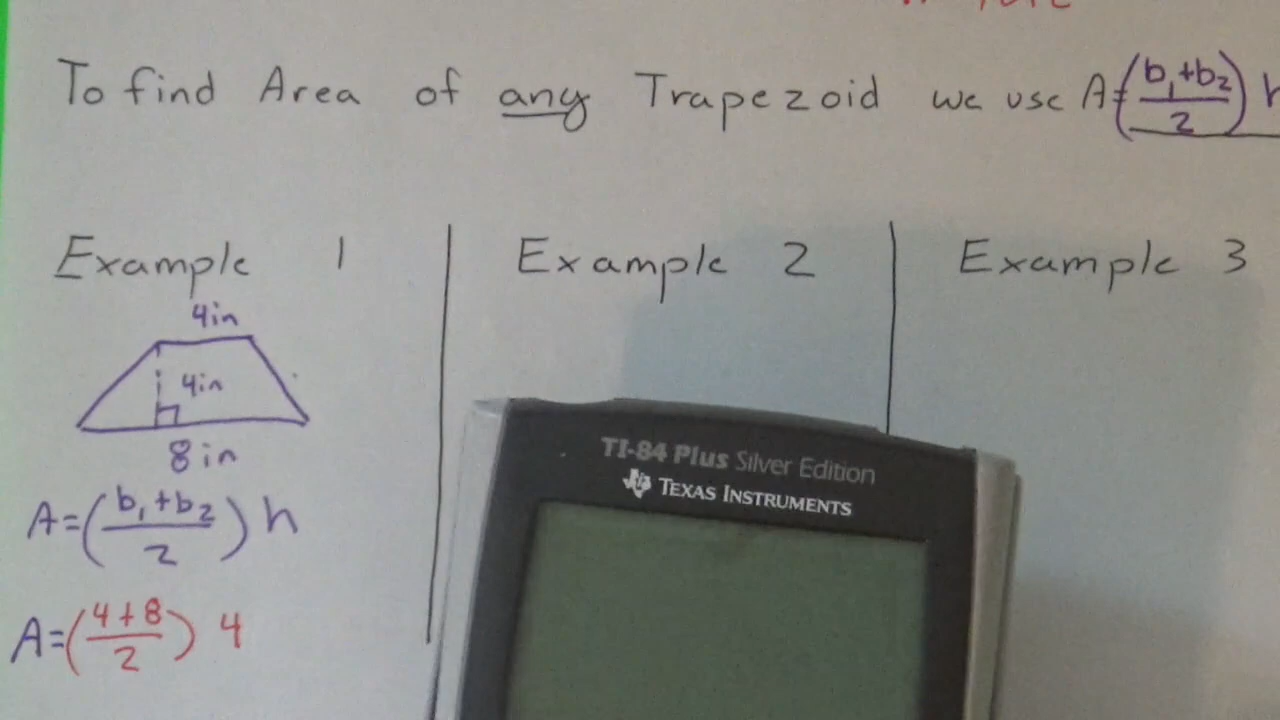 To find Area of any Trapezoid we use A=(b₁+b₂/2)h
Example 1
Example 2
Example 3
4in
4in
8in
A=(b₁+b₂/2)h
A=(4+8/2)4
TI-84 Plus Silver Edition
TEXAS INSTRUMENTS